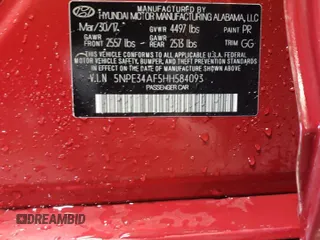 MANUFACTURED BY
HYUNDAI MOTOR MANUFACTURING ALABAMA, LLC
Mar/30/17 GVWR 4497 lbs PAINT PR
GAWR FRONT 2557 lbs GAWR REAR 2513 lbs TRIM GG
THIS VEHICLE CONFORMS TO ALL APPLICABLE U.S.A. FEDERAL
MOTOR VEHICLE SAFETY, BUMPER, AND THEFT PREVENTION
STANDARDS IN EFFECT ON THE DATE OF MANUFACTURE
SHOWN ABOVE.
V.I.N 5NPE34AF5HH584093
PASSENGER CAR
DREAMBID